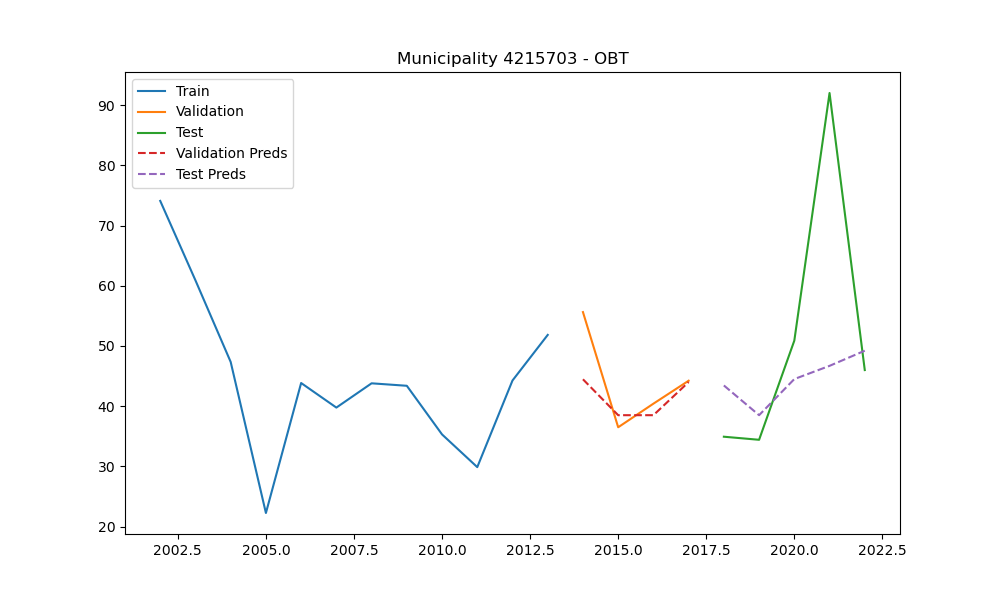 Municipality 4215703 - OBT
Train
Validation
Test
Validation Preds
Test Preds
90
80
70
60
50
40
30
20
2002.5 2005.0 2007.5 2010.0 2012.5 2015.0 2017.5 2020.0 2022.5